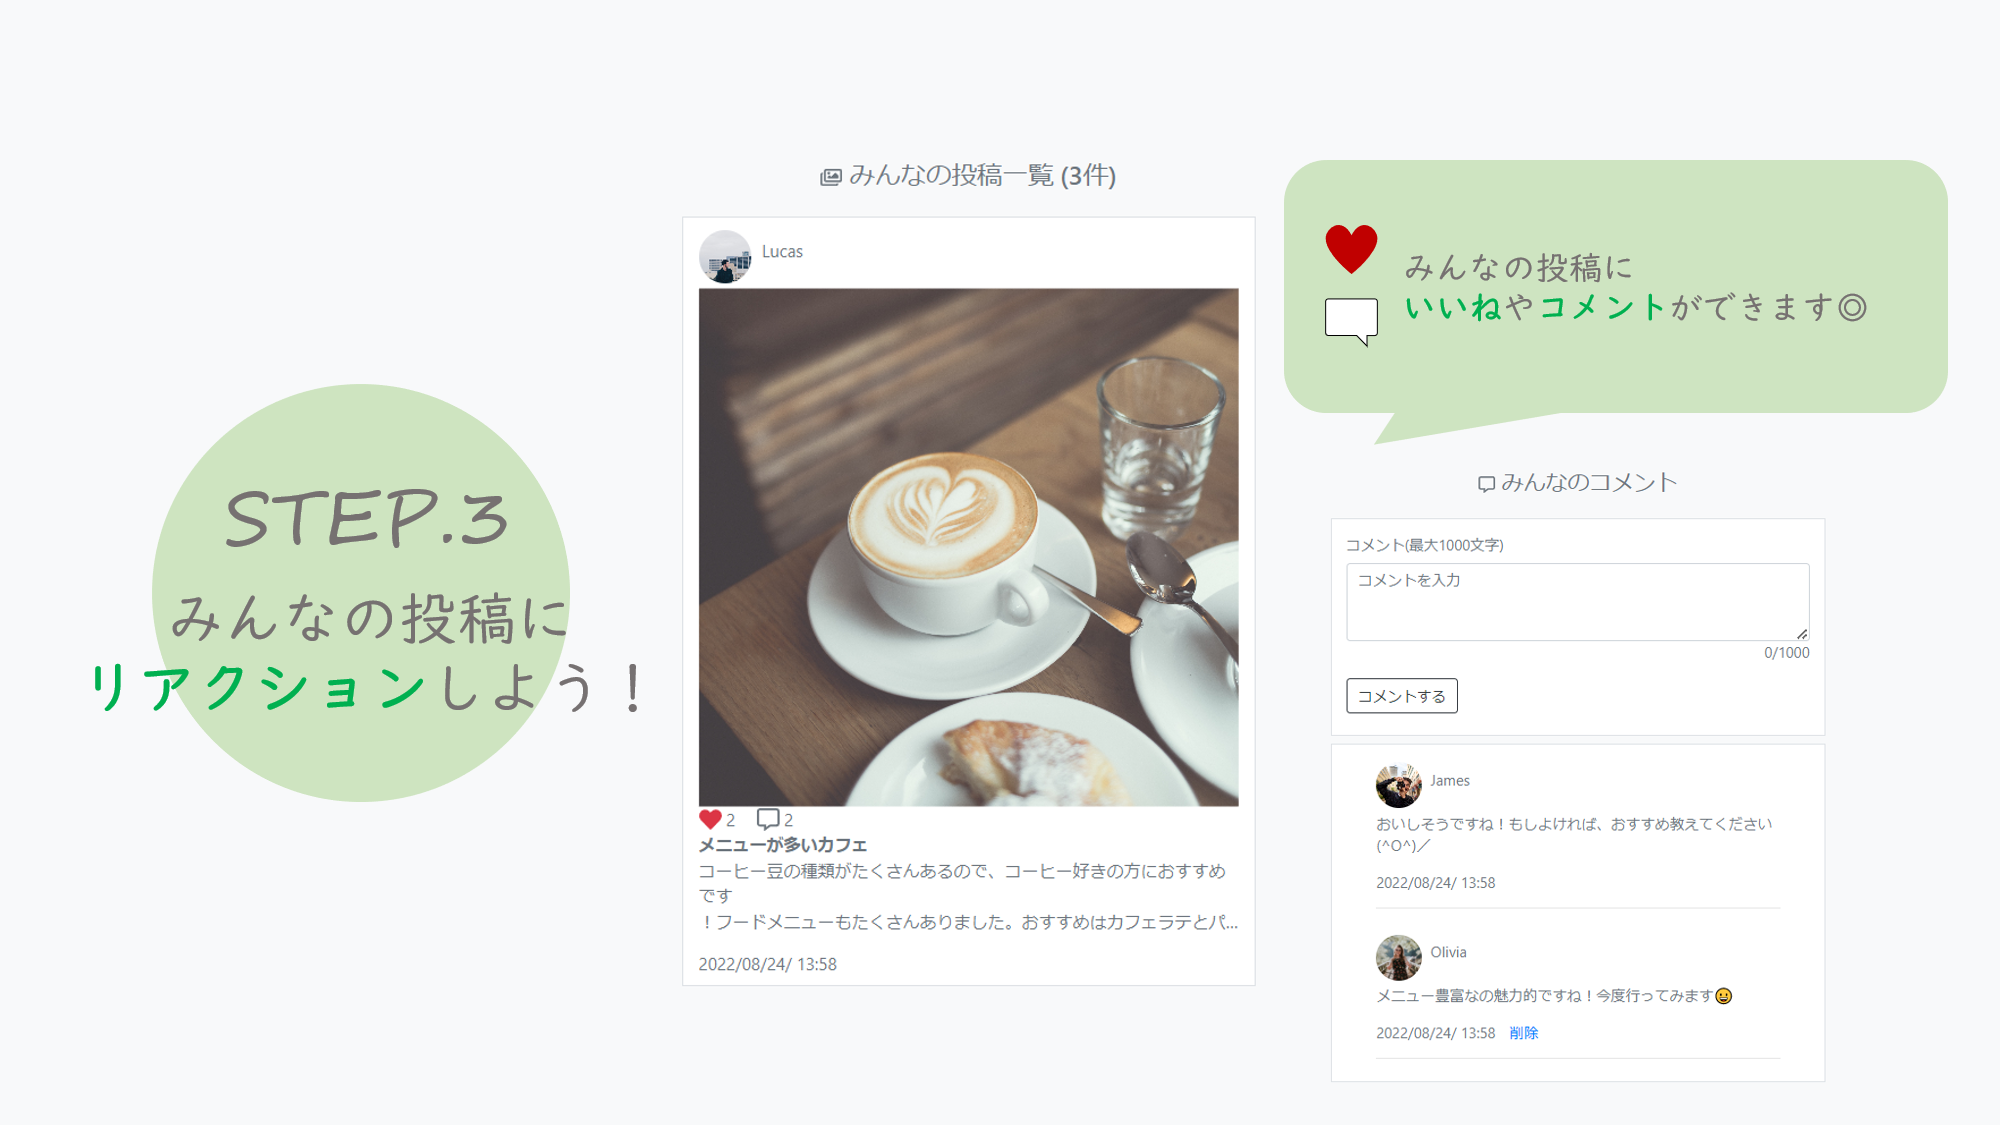 STEP.3
みんなの投稿に
リアクションしよう！
みんなの投稿一覧 (3件)
Lucas
2 2
メニューが多いカフェ
コーヒー豆の種類がたくさんあるので、コーヒー好きの方におすすめ
です
！フードメニューもたくさんありました。おすすめはカフェラテとパ...
2022/08/24/ 13:58
みんなの投稿に
いいねやコメントができます◎
みんなのコメント
コメント(最大1000文字)
コメントを入力
0/1000
コメントする
James
おいしそうですね！もしよければ、おすすめ教えてください
(^O^)／
2022/08/24/ 13:58
Olivia
メニュー豊富なの魅力的ですね！今度行ってみます😀
2022/08/24/ 13:58 削除